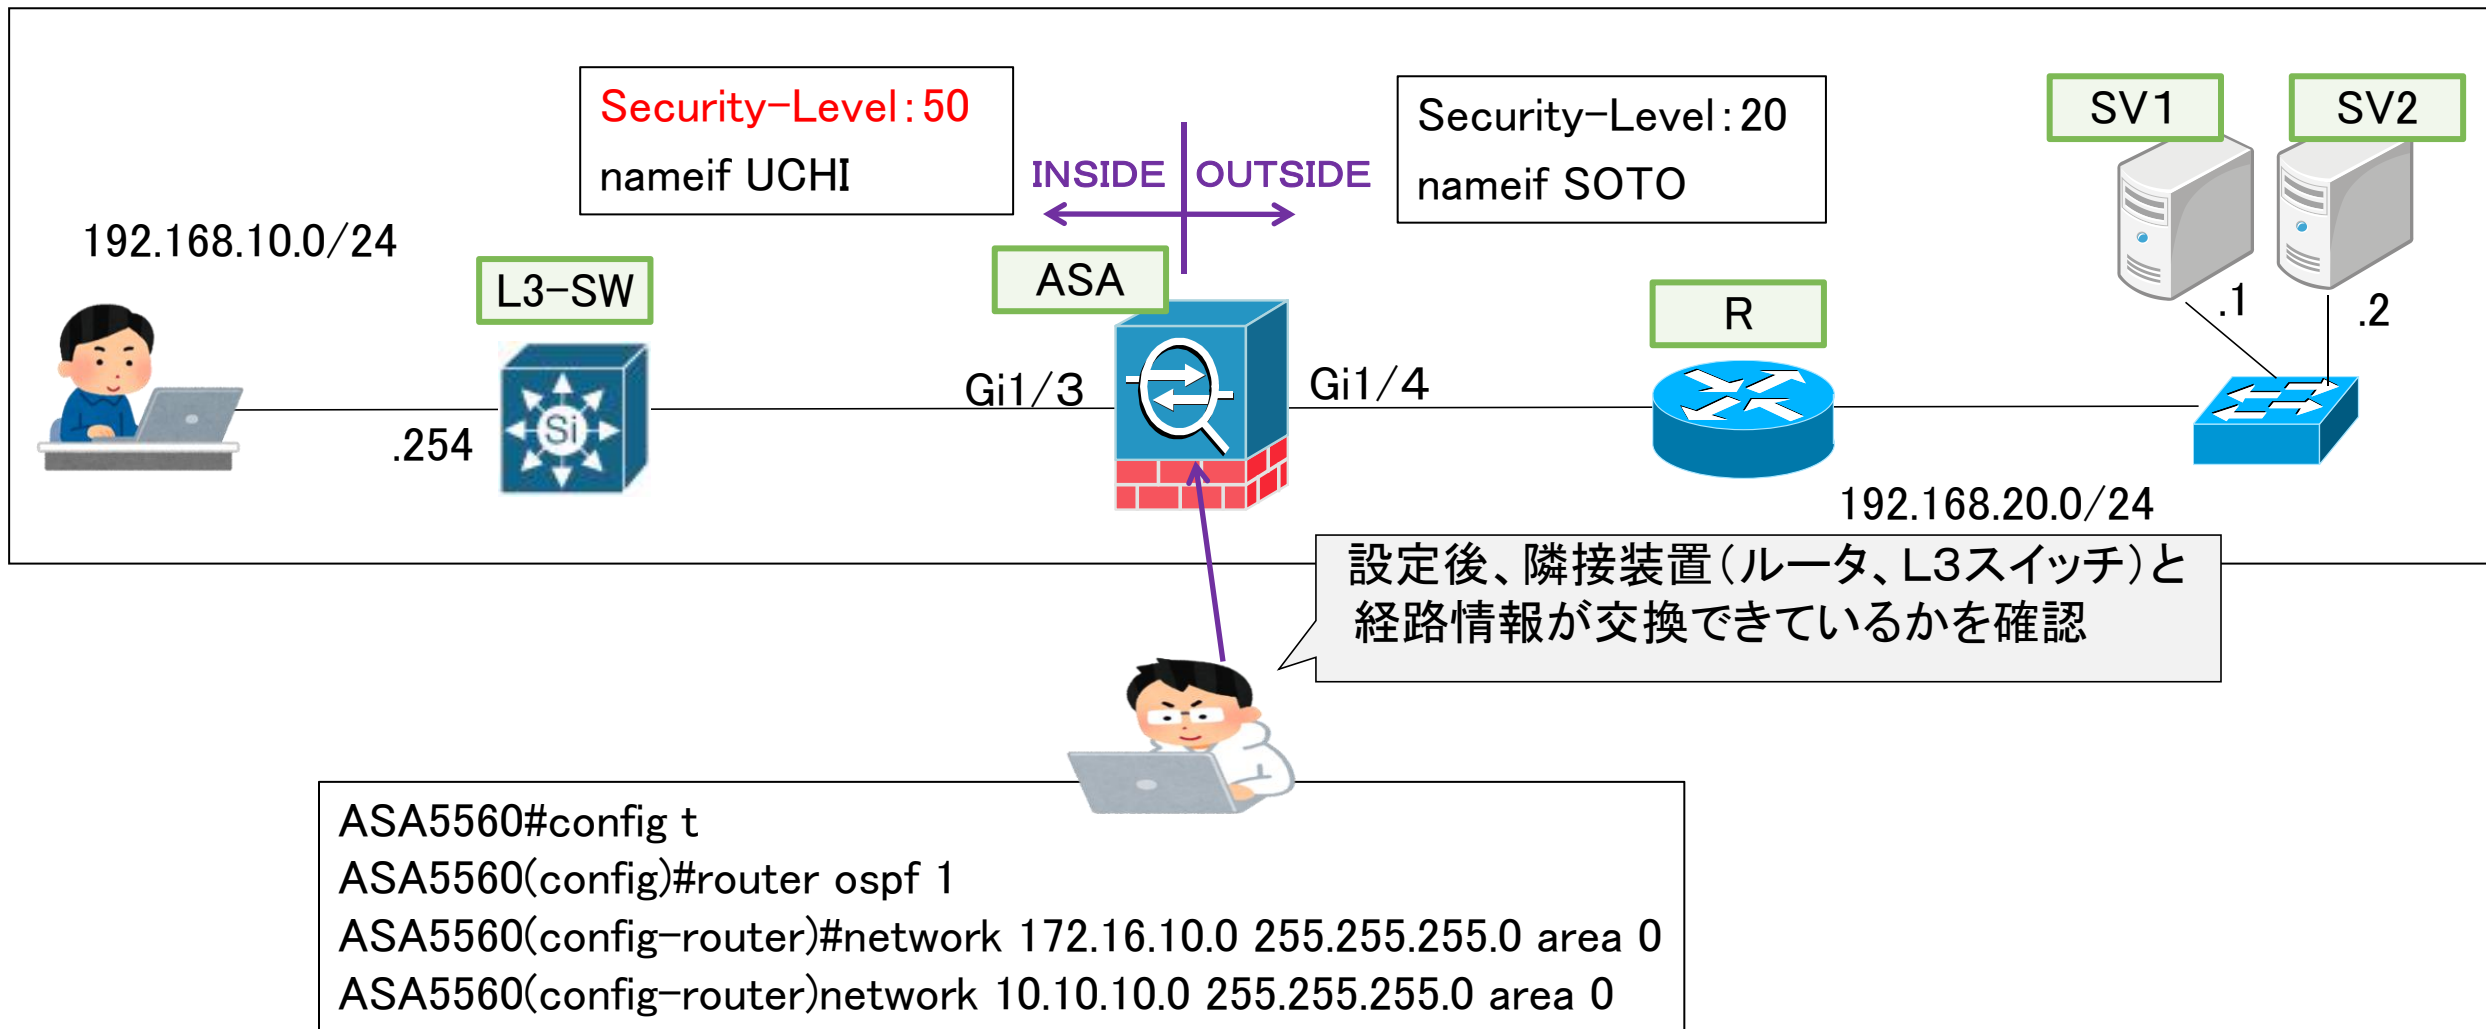 Security-Level:50
nameif UCHI
INSIDE
OUTSIDE
Security-Level:20
nameif SOTO
SV1
SV2
192.168.10.0/24
L3-SW
ASA
R
.1
.2
Si
Gi1/3
Gi1/4
.254
192.168.20.0/24
設定後、隣接装置(ルータ、L3スイッチ)と
経路情報が交換できているかを確認
ASA5560#config t
ASA5560(config)#router ospf 1
ASA5560(config-router)#network 172.16.10.0 255.255.255.0 area 0
ASA5560(config-router)network 10.10.10.0 255.255.255.0 area 0